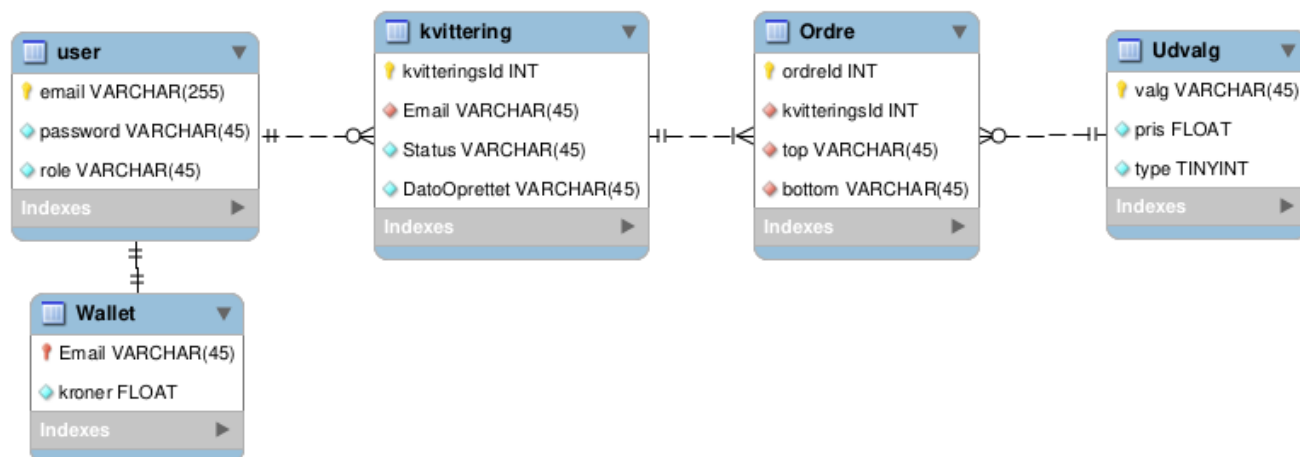 user
email VARCHAR(255)
password VARCHAR(45)
role VARCHAR(45)
Indexes
kvittering
kvitteringsId INT
Email VARCHAR(45)
Status VARCHAR(45)
DatoOprettet VARCHAR(45)
Indexes
Ordre
ordreId INT
kvitteringsId INT
top VARCHAR(45)
bottom VARCHAR(45)
Indexes
Udvalg
valg VARCHAR(45)
pris FLOAT
type TINYINT
Indexes
Wallet
Email VARCHAR(45)
kroner FLOAT
Indexes